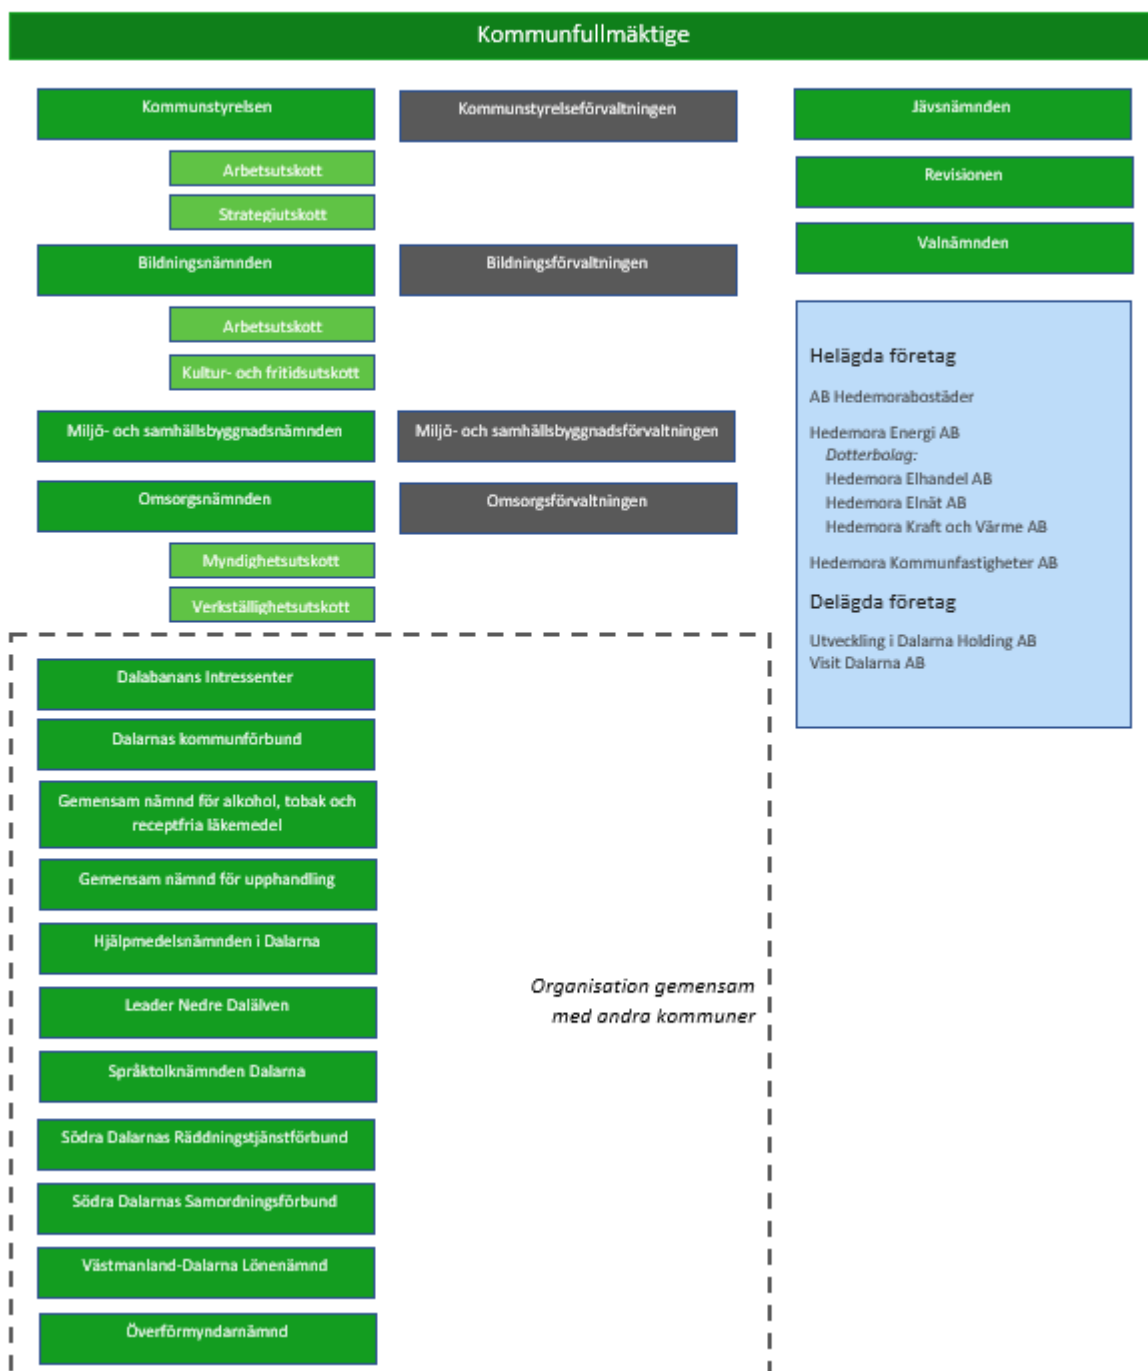 Kommunfullmäktige
Kommunstyrelsen
Kommunstyrelseförvaltningen
Arbetsutskott
Strategiutskott
Bildningsnämnden
Bildningsförvaltningen
Arbetsutskott
Kultur- och fritidsutskott
Miljö- och samhällsbyggnadsnämnden
Miljö- och samhällsbyggnadsförvaltningen
Omsorgsnämnden
Omsorgsförvaltningen
Myndighetsutskott
Verkställighetsutskott
Jävsnämnden
Revisionen
Valnämnden
Helägda företag
AB Hedemorabostäder
Hedemora Energi AB
Dotterbolag:
Hedemora Elhandel AB
Hedemora Elnät AB
Hedemora Kraft och Värme AB
Hedemora Kommunfastigheter AB
Delägda företag
Utveckling i Dalarna Holding AB
Visit Dalarna AB
Dalabanans Intressenter
Dalarnas kommunförbund
Gemensam nämnd för alkohol, tobak och
receptfria läkemedel
Gemensam nämnd för upphandling
Hjälpmedelsnämnden i Dalarna
Leader Nedre Dalälven
Språktolknämnden Dalarna
Södra Dalarnas Räddningstjänstförbund
Södra Dalarnas Samordningsförbund
Västmanland-Dalarna Lönenämnd
Överförmyndarnämnd
Organisation gemensam
med andra kommuner